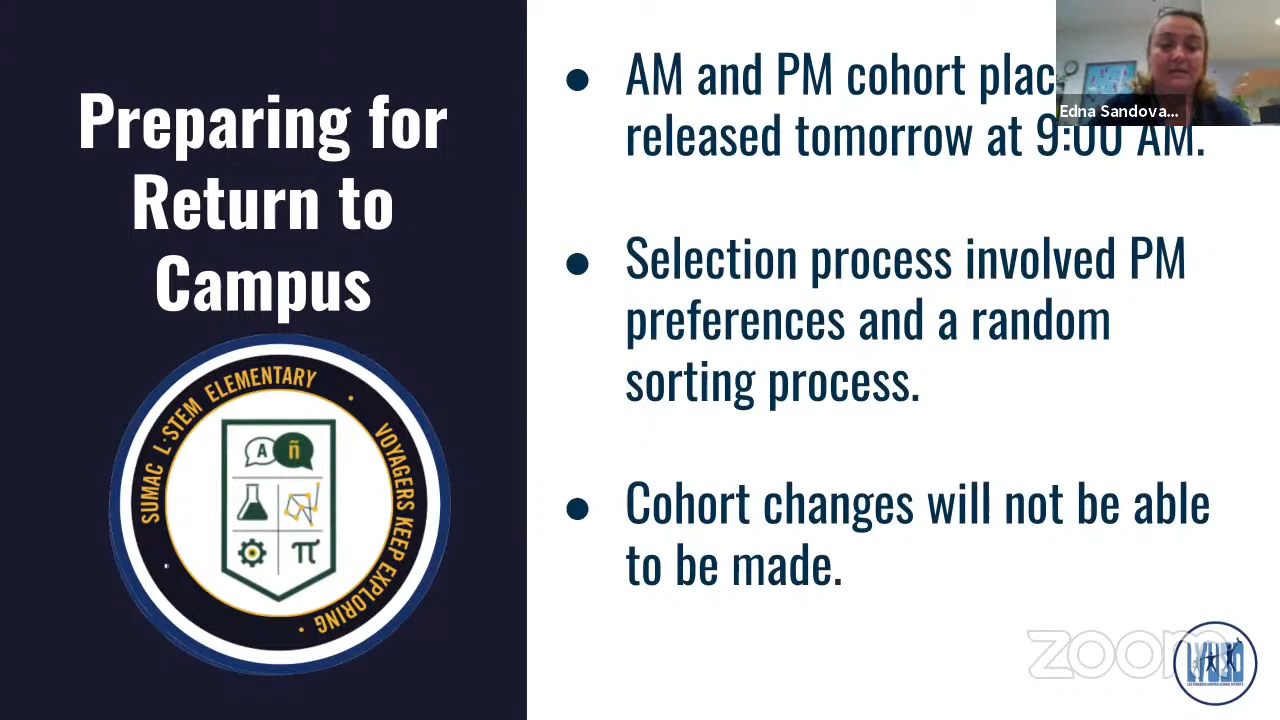 Preparing for
Return to
Campus
SUMAC L·STEM ELEMENTARY
VOYAGERS KEEP EXPLORING
A ñ
π
● AM and PM cohort plac
released tomorrow at 9:00 AM.
● Selection process involved PM
preferences and a random
sorting process.
● Cohort changes will not be able
to be made.
Edna Sandova...
zoom
LVUSD